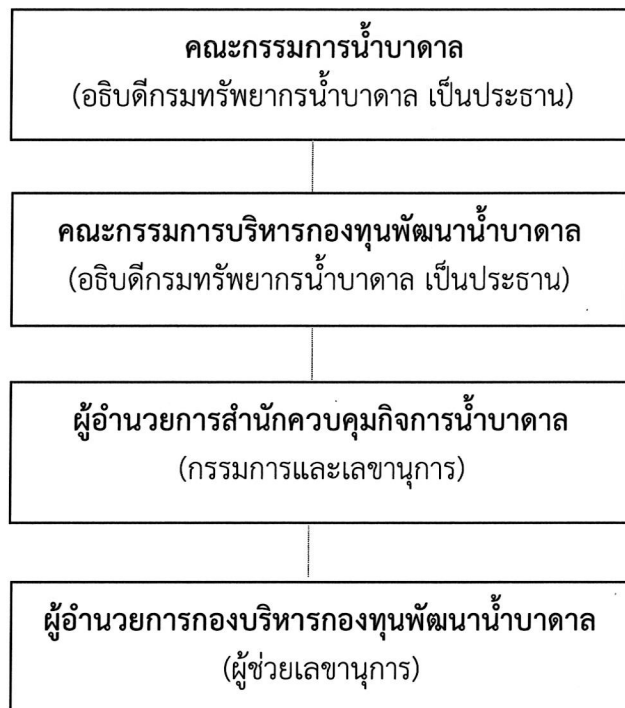 คณะกรรมการน้ำบาดาล
(อธิบดีกรมทรัพยากรน้ำบาดาล เป็นประธาน)
คณะกรรมการบริหารกองทุนพัฒนาน้ำบาดาล
(อธิบดีกรมทรัพยากรน้ำบาดาล เป็นประธาน)
ผู้อำนวยการสำนักควบคุมกิจการน้ำบาดาล
(กรรมการและเลขานุการ)
ผู้อำนวยการกองบริหารกองทุนพัฒนาน้ำบาดาล
(ผู้ช่วยเลขานุการ)